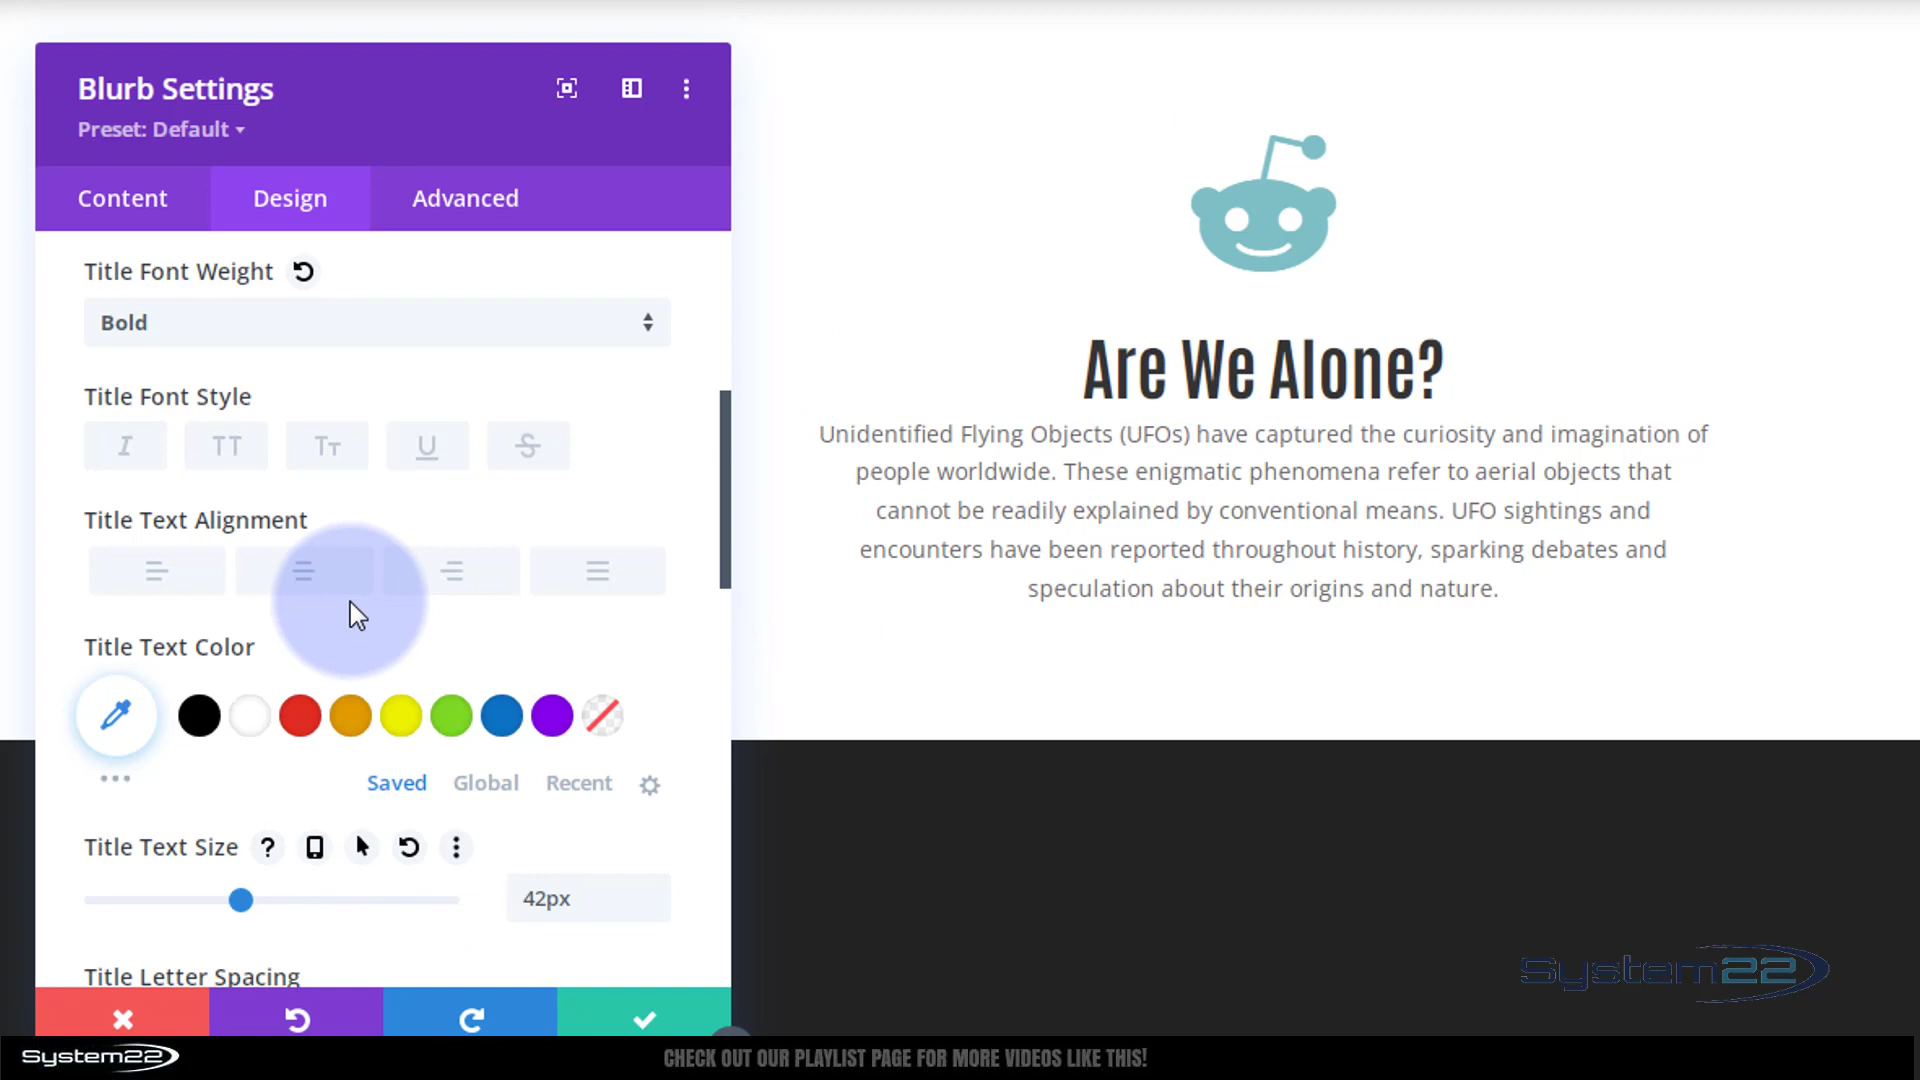 Blurb Settings
Preset: Default
Content
Design
Advanced
Title Font Weight
Bold
Title Font Style
I
TT
Tт
U
S
Title Text Alignment
Title Text Color
Saved
Global
Recent
Title Text Size
?
42px
Title Letter Spacing
Are We Alone?
Unidentified Flying Objects (UFOs) have captured the curiosity and imagination of
people worldwide. These enigmatic phenomena refer to aerial objects that
cannot be readily explained by conventional means. UFO sightings and
encounters have been reported throughout history, sparking debates and
speculation about their origins and nature.
System22
System22
CHECK OUT OUR PLAYLIST PAGE FOR MORE VIDEOS LIKE THIS!